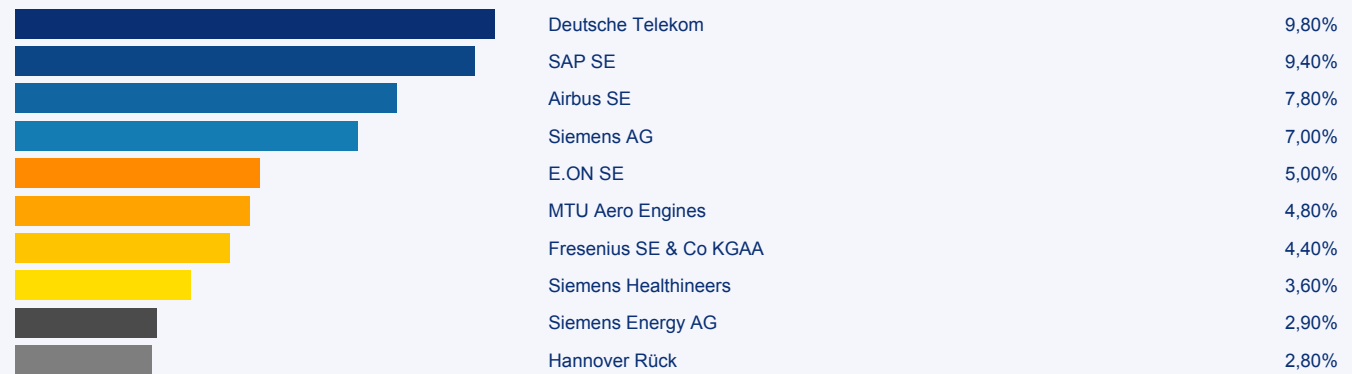 Deutsche Telekom 9,80%
SAP SE 9,40%
Airbus SE 7,80%
Siemens AG 7,00%
E.ON SE 5,00%
MTU Aero Engines 4,80%
Fresenius SE & Co KGAA 4,40%
Siemens Healthineers 3,60%
Siemens Energy AG 2,90%
Hannover Rück 2,80%